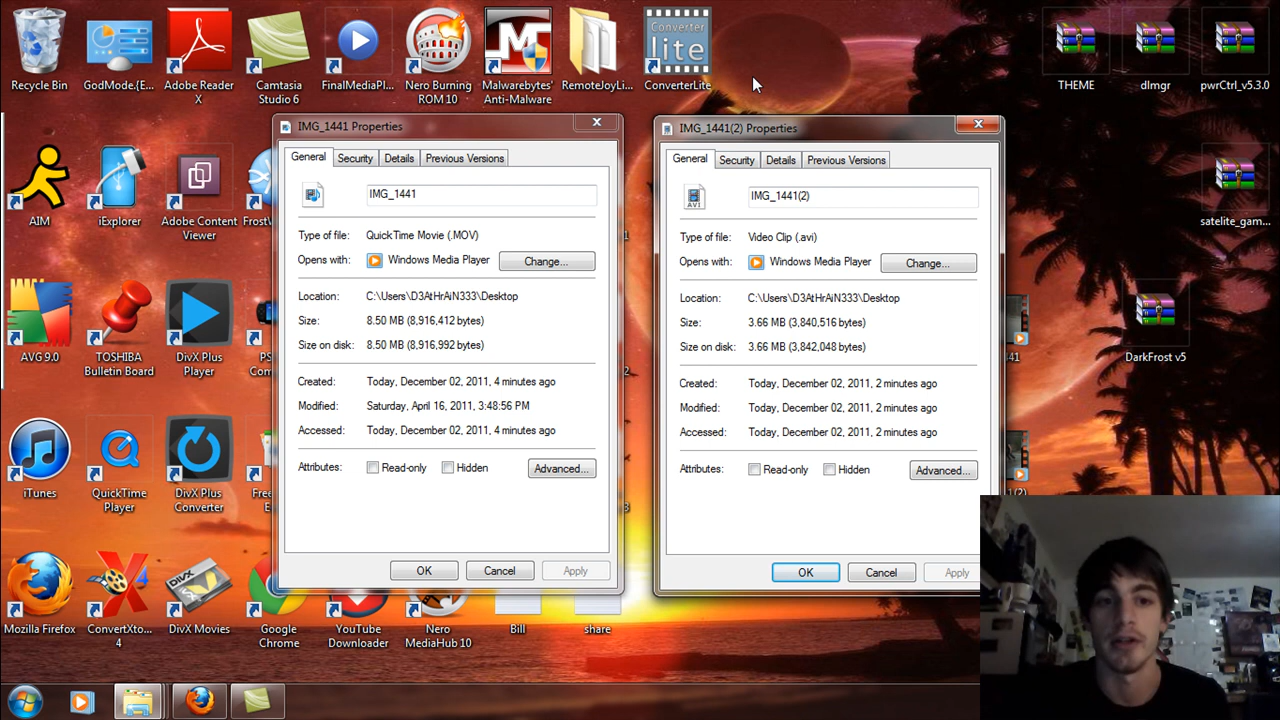 Recycle Bin
GodMode.{E...
Adobe Reader
X
Camtasia
Studio 6
FinalMediaPl...
Nero Burning
ROM 10
Malwarebytes'
Anti-Malware
RemoteJoyLi...
Converter
lite
ConverterLite
THEME
dlmgr
pwrCtrl_v5.3.0
AIM
iExplorer
Adobe Content
Viewer
satelite_gam...
AVG 9.0
TOSHIBA
Bulletin Board
DivX Plus
Player
DarkFrost v5
iTunes
QuickTime
Player
DivX Plus
Converter
Mozilla Firefox
ConvertXto...
4
DivX Movies
Google
Chrome
YouTube
Downloader
Nero
MediaHub 10
Bill
share
IMG_1441 Properties
General
Security
Details
Previous Versions
IMG_1441
Type of file: QuickTime Movie (.MOV)
Opens with: Windows Media Player Change...
Location: C:\Users\D3AtHrAiN333\Desktop
Size: 8.50 MB (8,916,412 bytes)
Size on disk: 8.50 MB (8,916,992 bytes)
Created: Today, December 02, 2011, 4 minutes ago
Modified: Saturday, April 16, 2011, 3:48:56 PM
Accessed: Today, December 02, 2011, 4 minutes ago
Attributes: Read-only Hidden Advanced...
OK Cancel Apply
IMG_1441(2) Properties
General
Security
Details
Previous Versions
AVI
IMG_1441(2)
Type of file: Video Clip (.avi)
Opens with: Windows Media Player Change...
Location: C:\Users\D3AtHrAiN333\Desktop
Size: 3.66 MB (3,840,516 bytes)
Size on disk: 3.66 MB (3,842,048 bytes)
Created: Today, December 02, 2011, 2 minutes ago
Modified: Today, December 02, 2011, 2 minutes ago
Accessed: Today, December 02, 2011, 2 minutes ago
Attributes: Read-only Hidden Advanced...
OK Cancel Apply